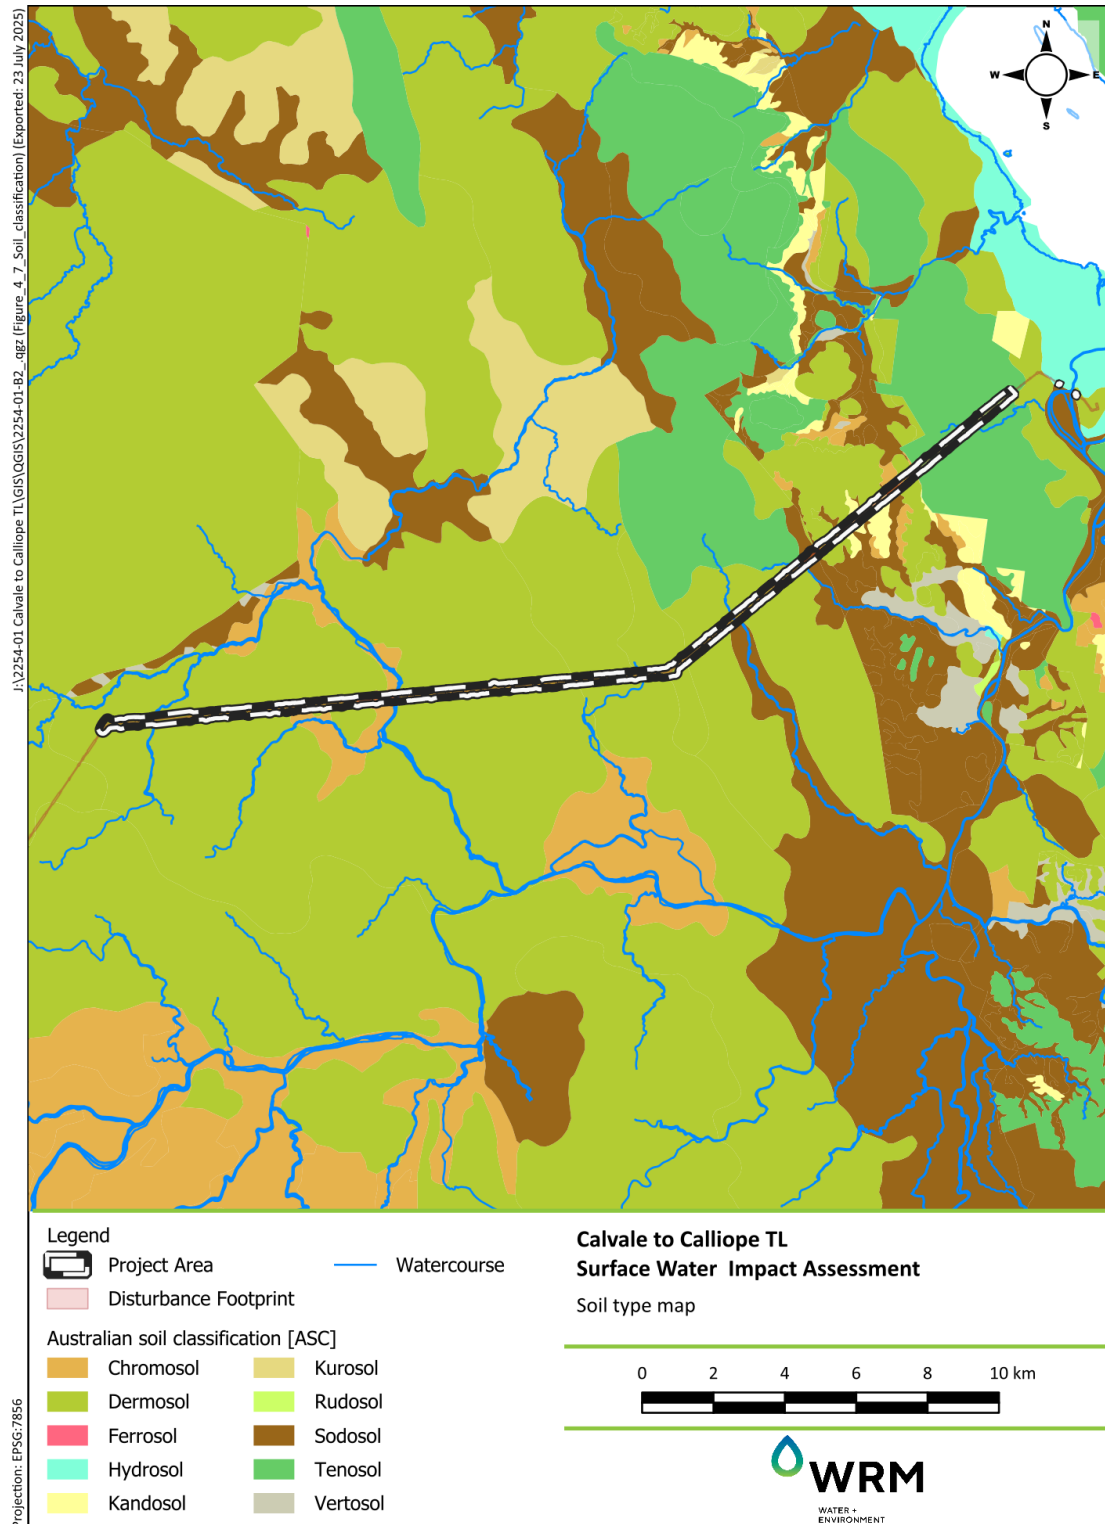 J:\2254-01 Calvale to Calliope TL\GIS\QGIS\2254-01-B2_.qgz (Figure_4_7_Soil_classification) (Exported: 23 July 2025)
N
W
E
S
Legend
Project Area
Watercourse
Disturbance Footprint
Australian soil classification [ASC]
Chromosol
Kurosol
Dermosol
Rudosol
Ferrosol
Sodosol
Hydrosol
Tenosol
Kandosol
Vertosol
Projection: EPSG:7856
Calvale to Calliope TL
Surface Water Impact Assessment
Soil type map
0 2 4 6 8 10 km
WRM
WATER +
ENVIRONMENT